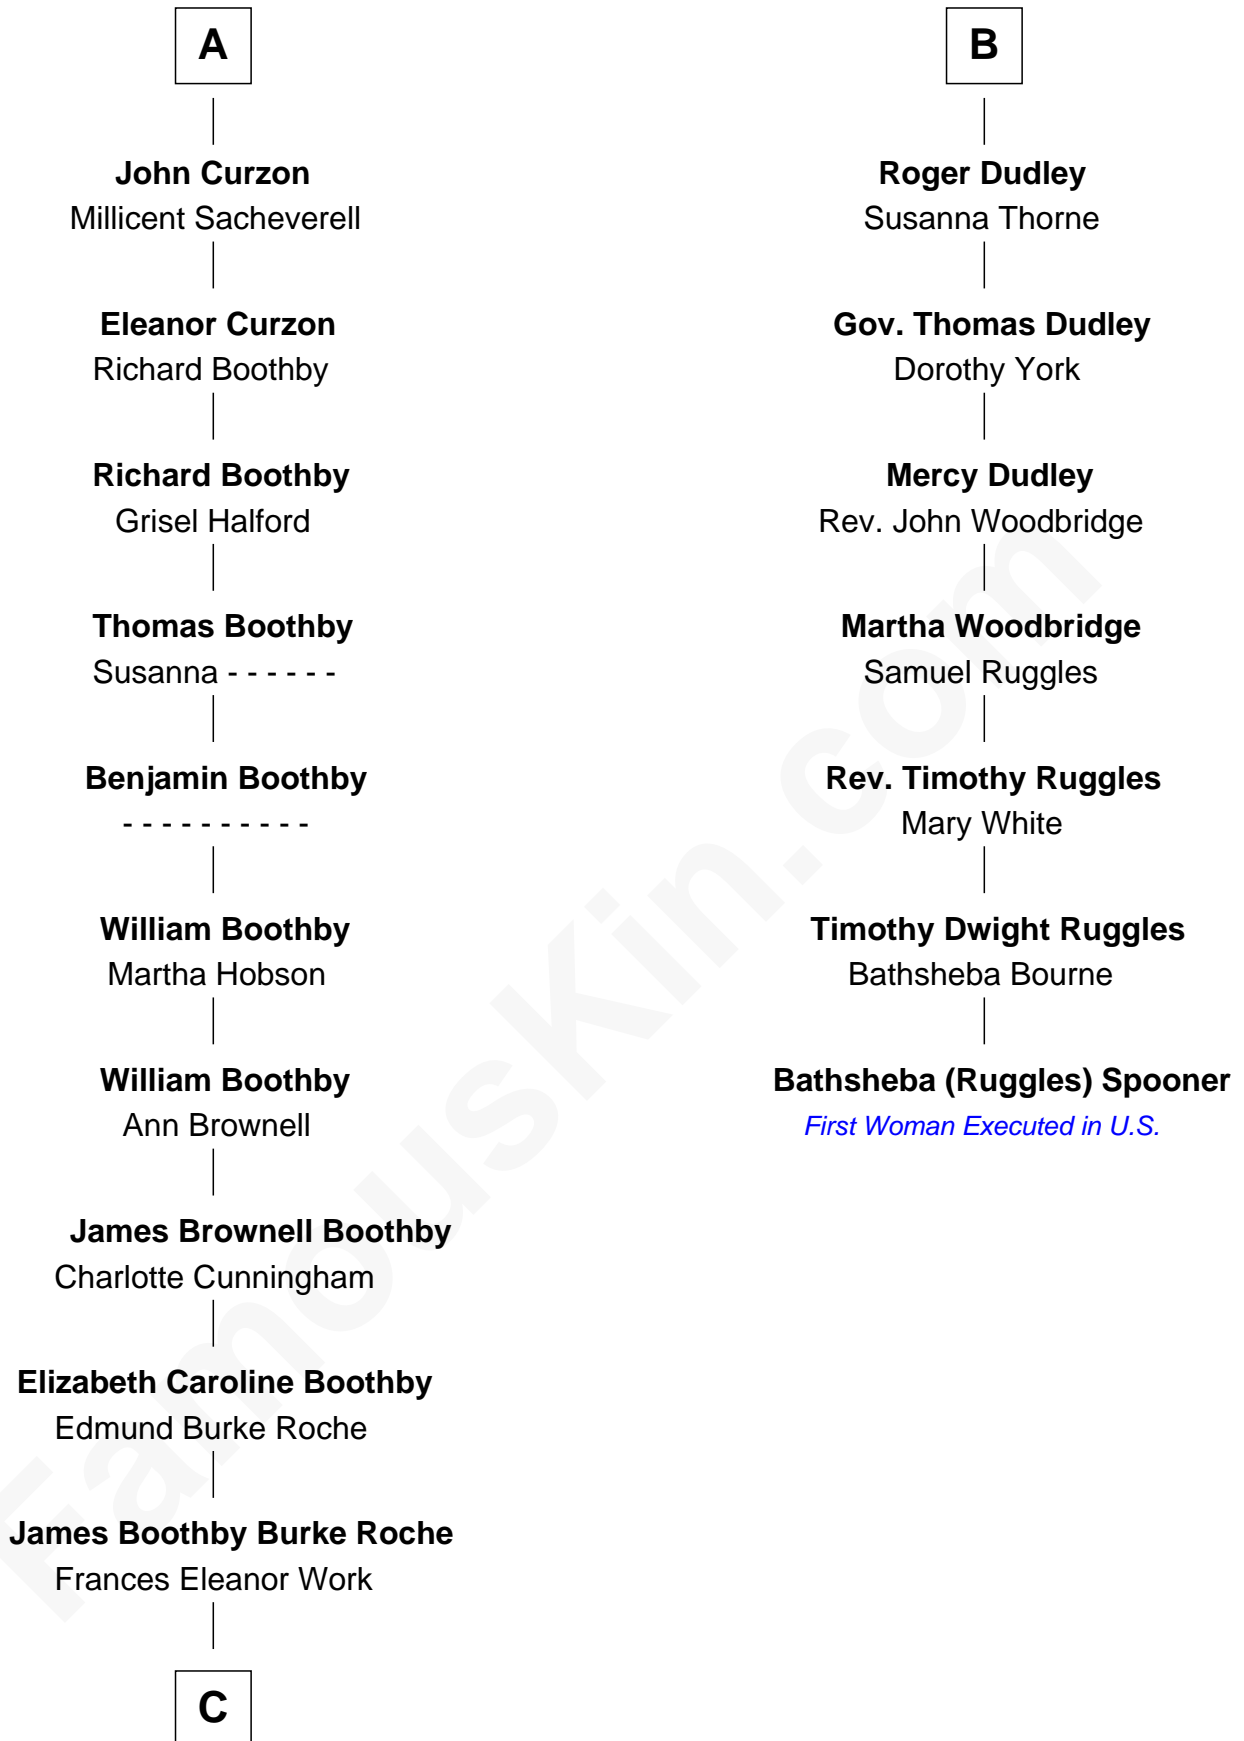 A
John Curzon
Millicent Sacheverell
Eleanor Curzon
Richard Boothby
Richard Boothby
Grisel Halford
Thomas Boothby
Susanna - - - - - -
Benjamin Boothby
- - - - - - - - - -
William Boothby
Martha Hobson
William Boothby
Ann Brownell
James Brownell Boothby
Charlotte Cunningham
Elizabeth Caroline Boothby
Edmund Burke Roche
James Boothby Burke Roche
Frances Eleanor Work
C
B
Roger Dudley
Susanna Thorne
Gov. Thomas Dudley
Dorothy York
Mercy Dudley
Rev. John Woodbridge
Martha Woodbridge
Samuel Ruggles
Rev. Timothy Ruggles
Mary White
Timothy Dwight Ruggles
Bathsheba Bourne
Bathsheba (Ruggles) Spooner
First Woman Executed in U.S.
FamousKin.com